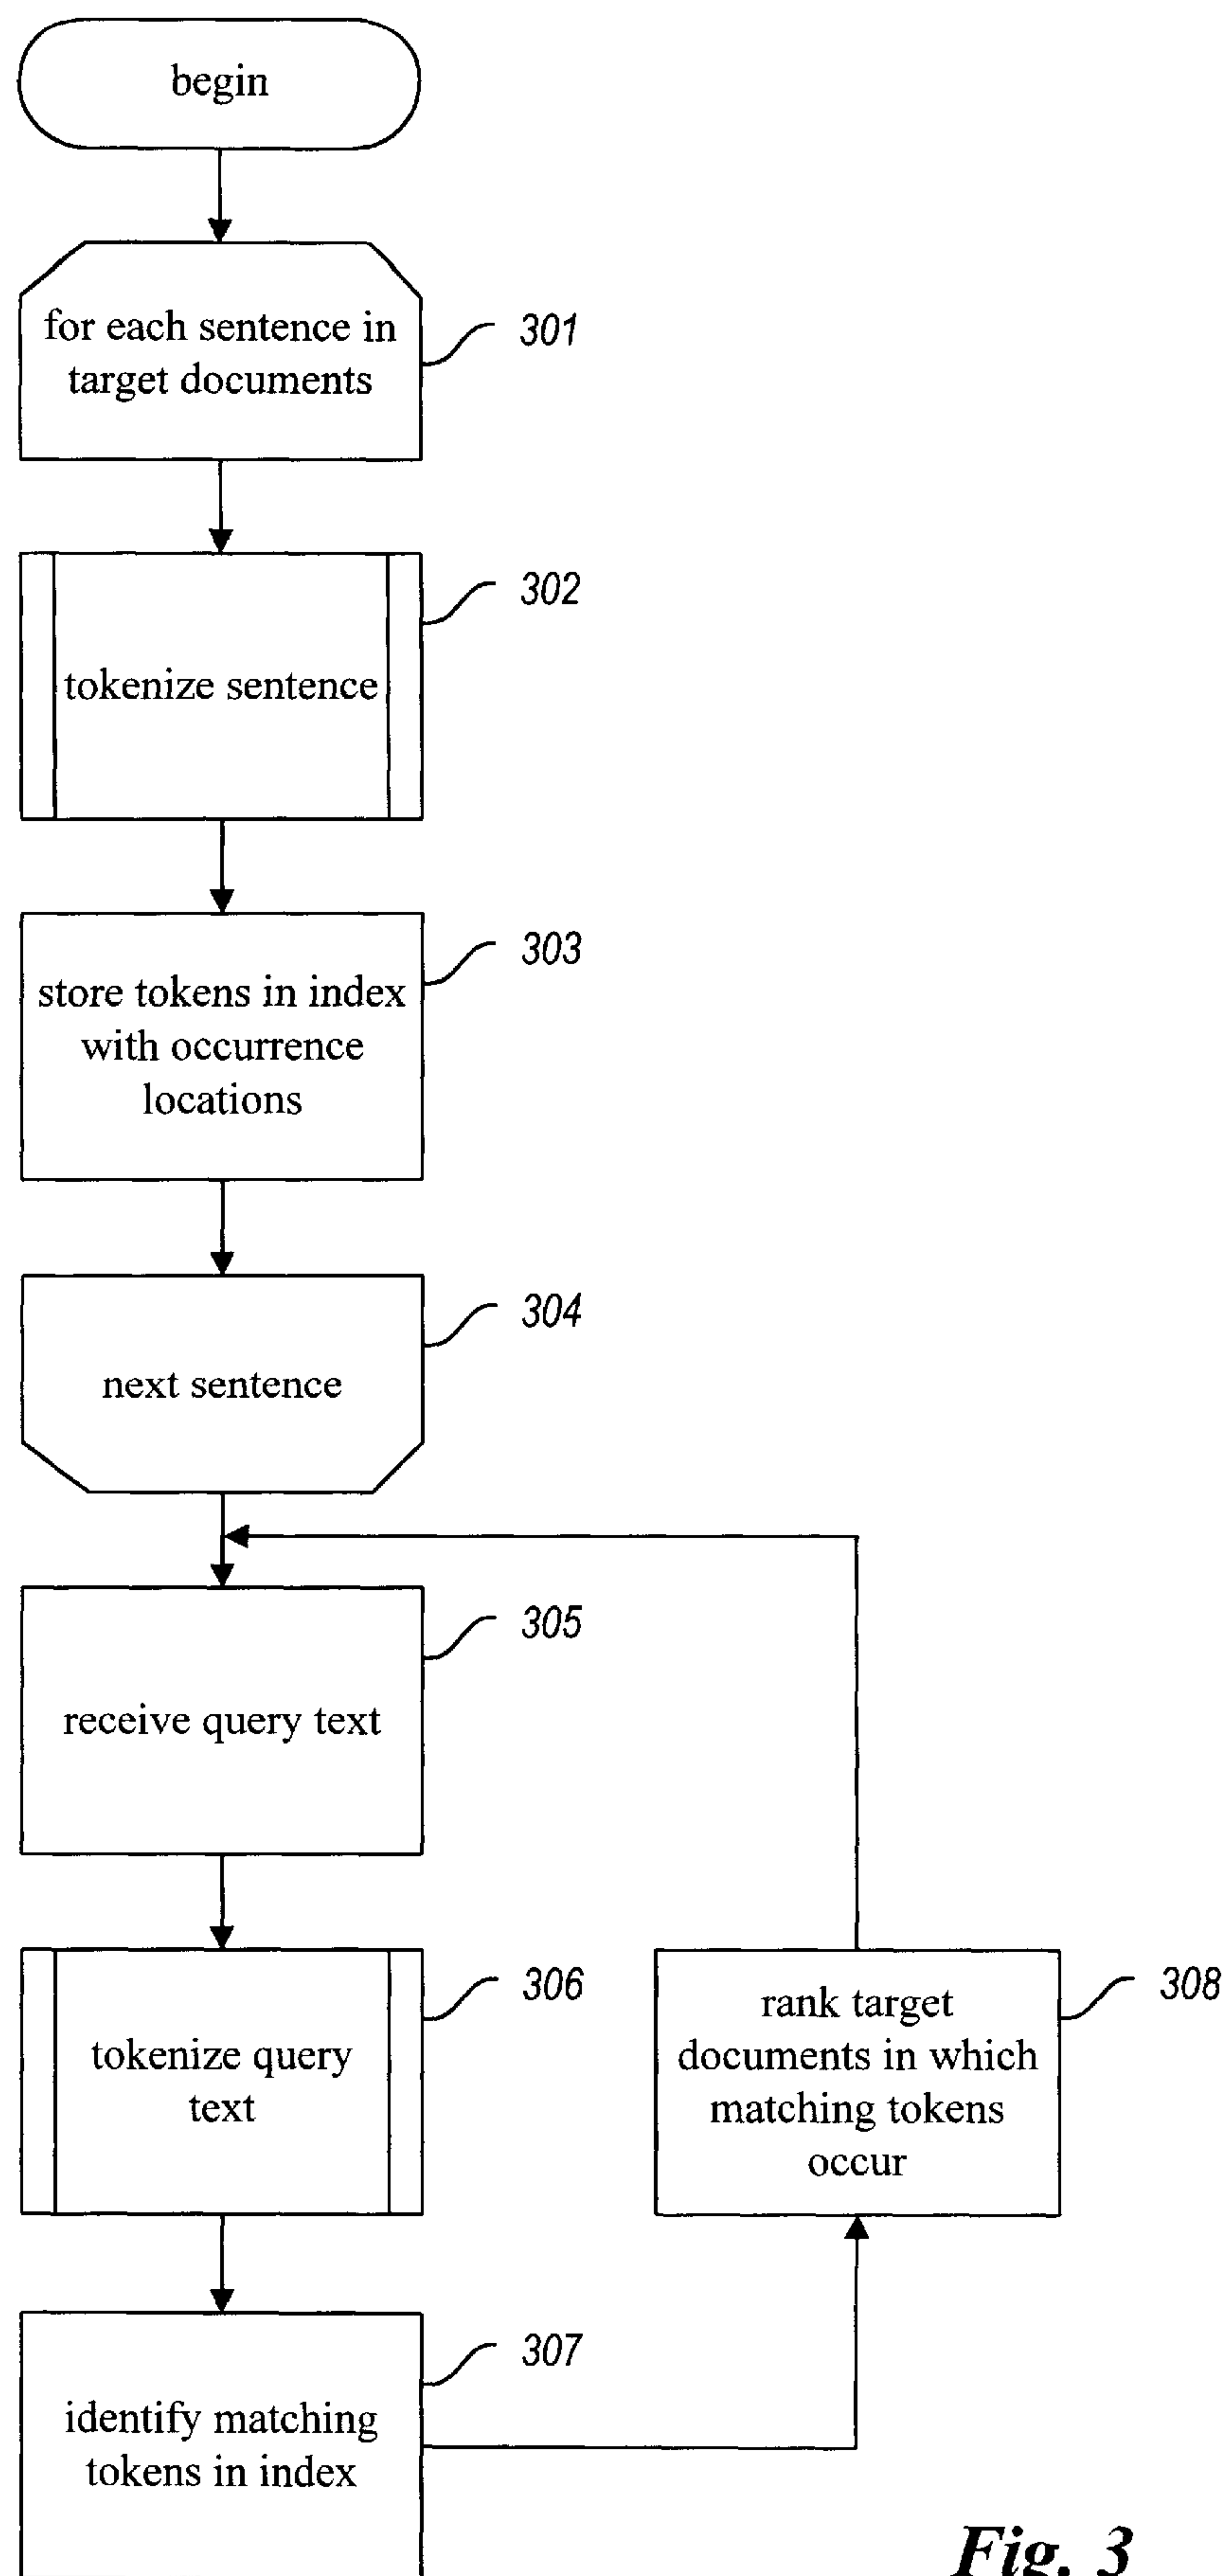 begin
for each sentence in
target documents
301
tokenize sentence
302
store tokens in index
with occurrence
locations
303
next sentence
304
receive query text
305
tokenize query
text
306
rank target
documents in which
matching tokens
occur
308
identify matching
tokens in index
307
Fig. 3